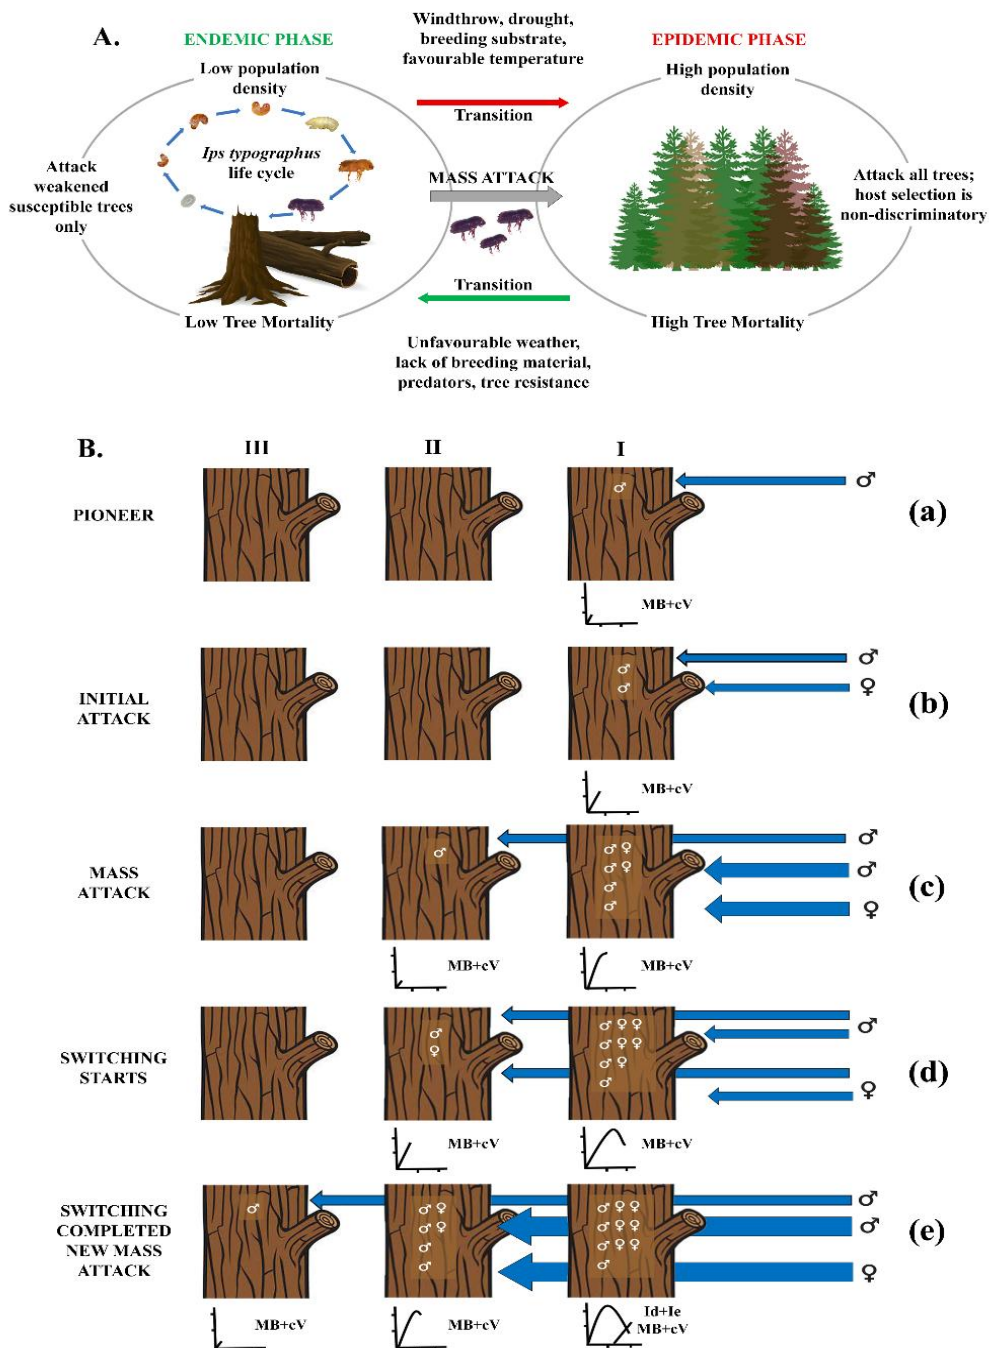 A.
ENDEMIC PHASE
Low population
density
Ips typographus
life cycle
Attack
weakened
susceptible trees
only
Low Tree Mortality
Windthrow, drought,
breeding substrate,
favourable temperature
Transition
MASS ATTACK
Transition
Unfavourable weather,
lack of breeding material,
predators, tree resistance
EPIDEMIC PHASE
High population
density
Attack all trees;
host selection is
non-discriminatory
High Tree Mortality
B.
III II I
PIONEER
♂
♂
(a)
MB+cV
INITIAL
ATTACK
♂
♂
♂
♀
(b)
MB+cV
MASS
ATTACK
♂
♂ ♀
♂ ♀
♂
♂
♂
♂
♀
(c)
MB+cV
MB+cV
SWITCHING
STARTS
♂
♀
♂ ♀ ♀
♂ ♀ ♀
♂ ♀
♂
♂
♀
(d)
MB+cV
MB+cV
SWITCHING
COMPLETED
NEW MASS
ATTACK
♂
♂ ♀
♂ ♀
♂
♂
♂ ♀ ♀
♂ ♀ ♀
♂ ♀ ♀
♂
♂
♂
♀
(e)
MB+cV
MB+cV
Id+Ie
MB+cV